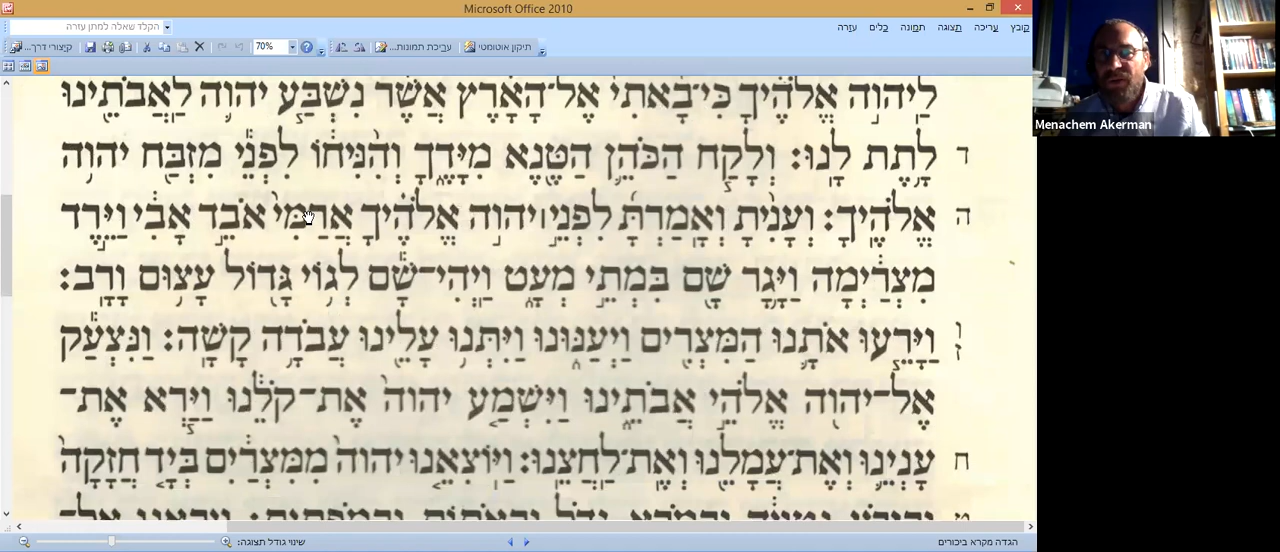 Microsoft Office 2010
קובץ עריכה תצוגה תמונה כלים עזרה
הקלד שאלה למתן עזרה
קיצורי דרך...
70%
עריכת תמונות...
תיקון אוטומטי
לַיהוָה אֱלֹהֶיךָ כִּי־בָאתִי אֶל־הָאָרֶץ אֲשֶׁר נִשְׁבַּע יְהוָה לַאֲבֹתֵינוּ
ד לָתֶת לָנוּ׃ וְלָקַח הַכֹּהֵן הַטֶּנֶא מִיָּדֶךָ וְהִנִּיחוֹ לִפְנֵי מִזְבַּח יְהוָה
ה אֱלֹהֶיךָ׃ וְעָנִיתָ וְאָמַרְתָּ לִפְנֵי׀ יְהוָה אֱלֹהֶיךָ אֲרַמִּי אֹבֵד אָבִי וַיֵּרֶד
מִצְרַיְמָה וַיָּגָר שָׁם בִּמְתֵי מְעָט וַיְהִי־שָׁם לְגוֹי גָּדוֹל עָצוּם וָרָב׃
ו ז וַיָּרֵעוּ אֹתָנוּ הַמִּצְרִים וַיְעַנּוּנוּ וַיִּתְּנוּ עָלֵינוּ עֲבֹדָה קָשָׁה׃ וַנִּצְעַק
אֶל־יְהוָה אֱלֹהֵי אֲבֹתֵינוּ וַיִּשְׁמַע יְהוָה אֶת־קֹלֵנוּ וַיַּרְא אֶת־
ח עָנְיֵנוּ וְאֶת־עֲמָלֵנוּ וְאֶת־לַחֲצֵנוּ׃ וַיּוֹצִאֵנוּ יְהוָה מִמִּצְרַיִם בְּיָד חֲזָקָה
Menachem Akerman
שינוי גודל תצוגה:
הגדה מקרא ביכורים